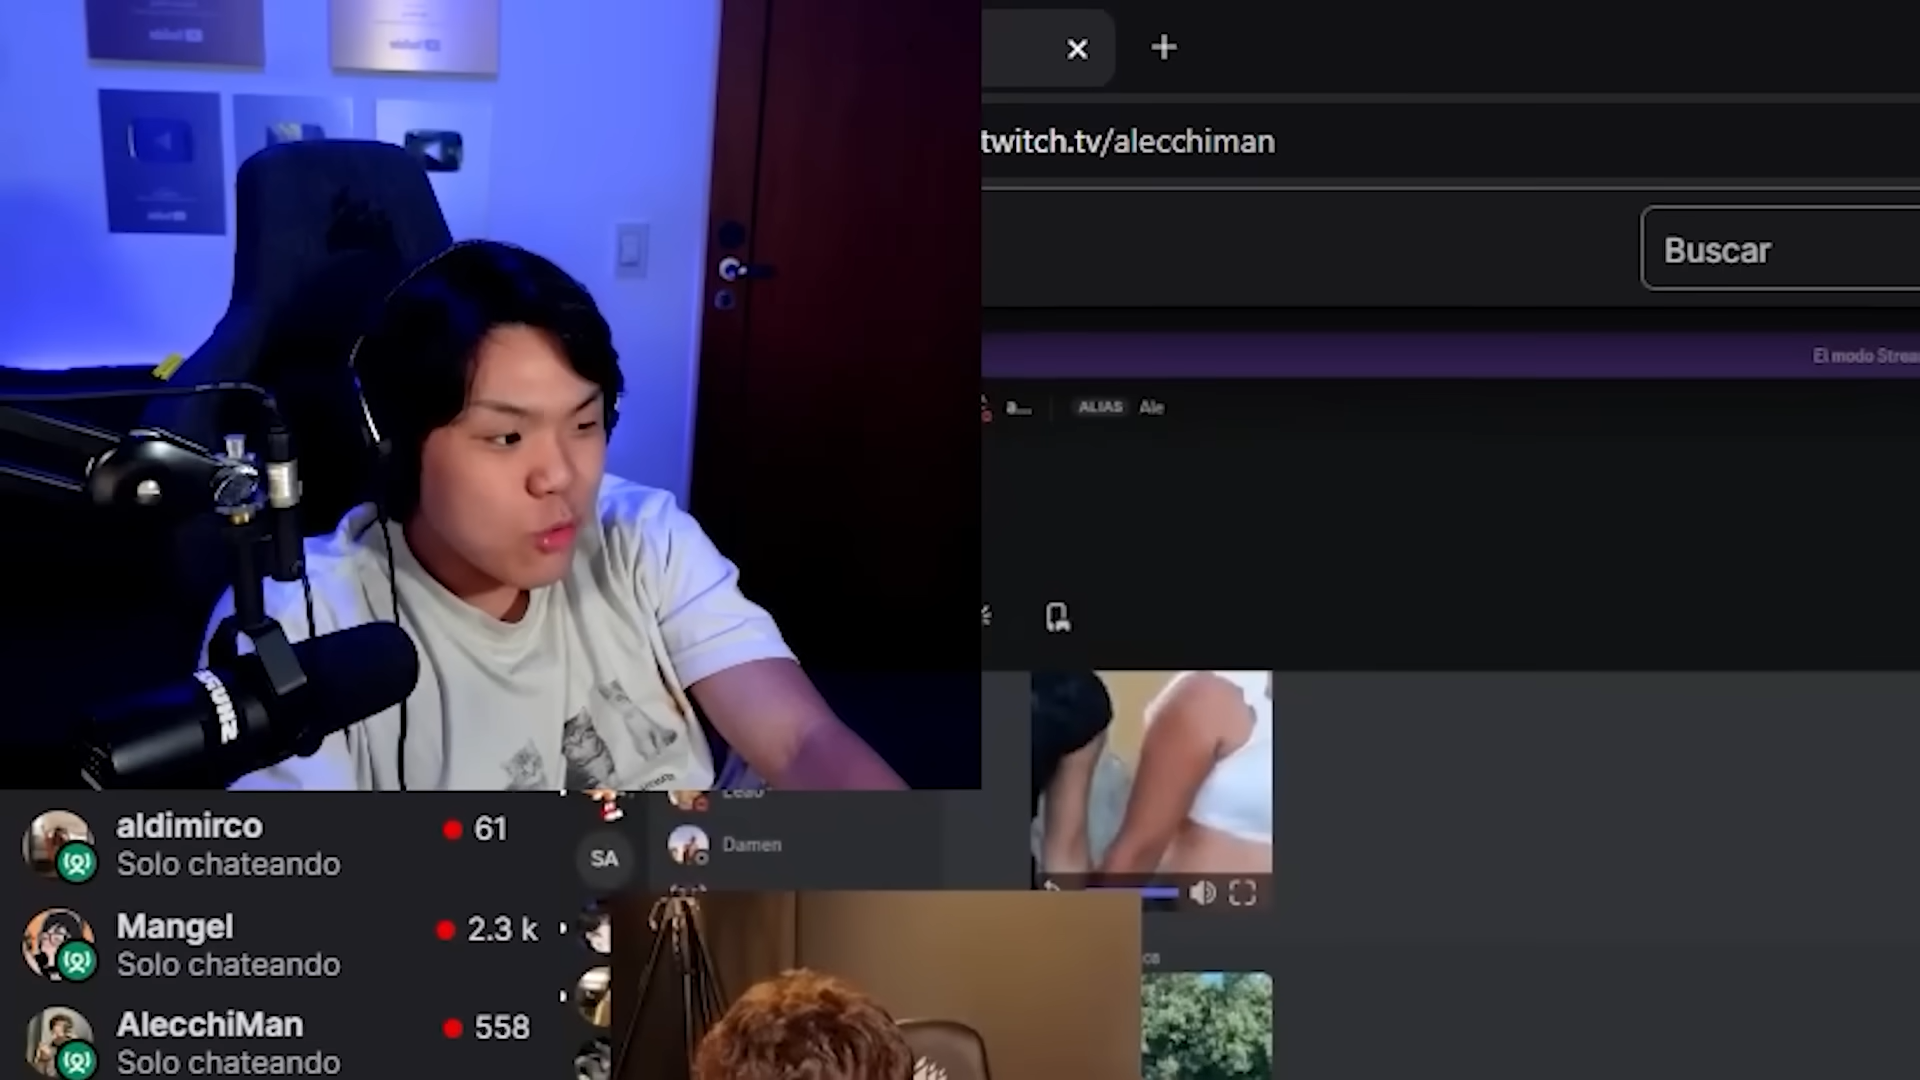 twitch.tv/alecchiman
Buscar
El modo Strea
a...
ALIAS Ale
SHURE
Damen
SA
aldimirco 61
Solo chateando
Mangel 2.3 k
Solo chateando
AlecchiMan 558
Solo chateando